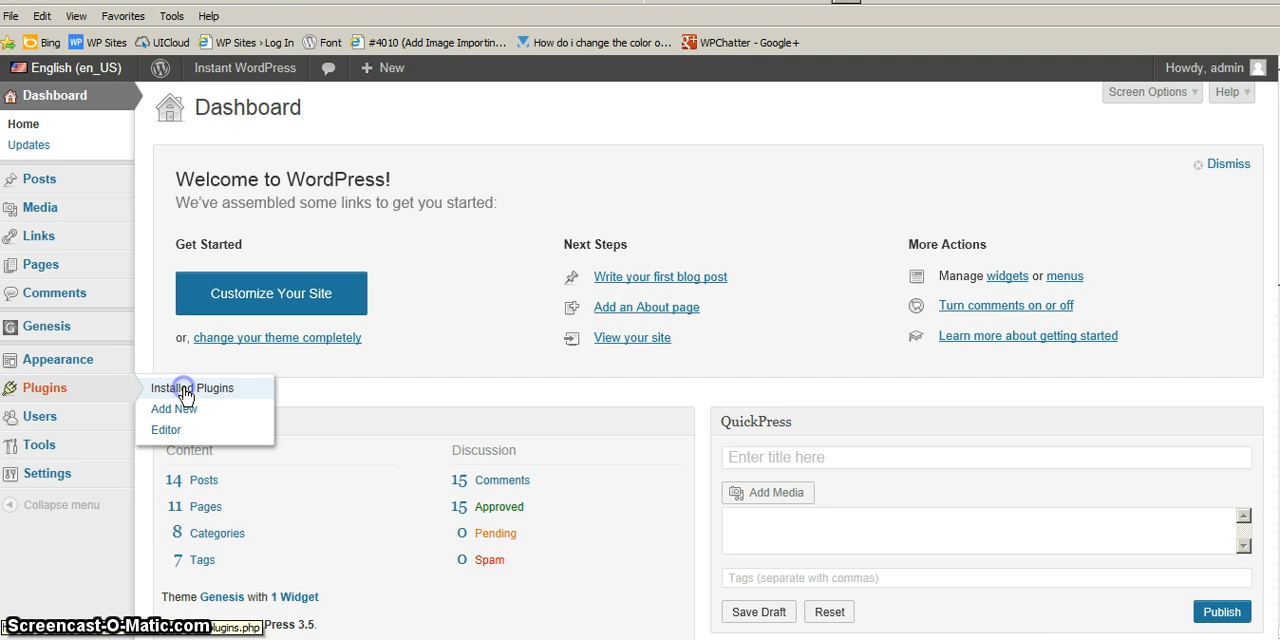 File Edit View Favorites Tools Help
Bing WP Sites UICloud WP Sites › Log In Font #4010 (Add Image Importin... How do i change the color o... WPChatter - Google+
English (en_US) Instant WordPress New Howdy, admin
Dashboard
Dashboard
Screen Options Help
Home
Updates
Posts
Media
Links
Pages
Comments
Genesis
Appearance
Plugins
Users
Tools
Settings
Collapse menu
Installed Plugins
Add New
Editor
Dismiss
Welcome to WordPress!
We've assembled some links to get you started:
Get Started
Customize Your Site
or, change your theme completely
Next Steps
Write your first blog post
Add an About page
View your site
More Actions
Manage widgets or menus
Turn comments on or off
Learn more about getting started
Content
14 Posts
11 Pages
8 Categories
7 Tags
Discussion
15 Comments
15 Approved
0 Pending
0 Spam
Theme Genesis with 1 Widget
Press 3.5.
QuickPress
Enter title here
Add Media
Tags (separate with commas)
Save Draft Reset Publish
Screencast-O-Matic.com
lugins.php